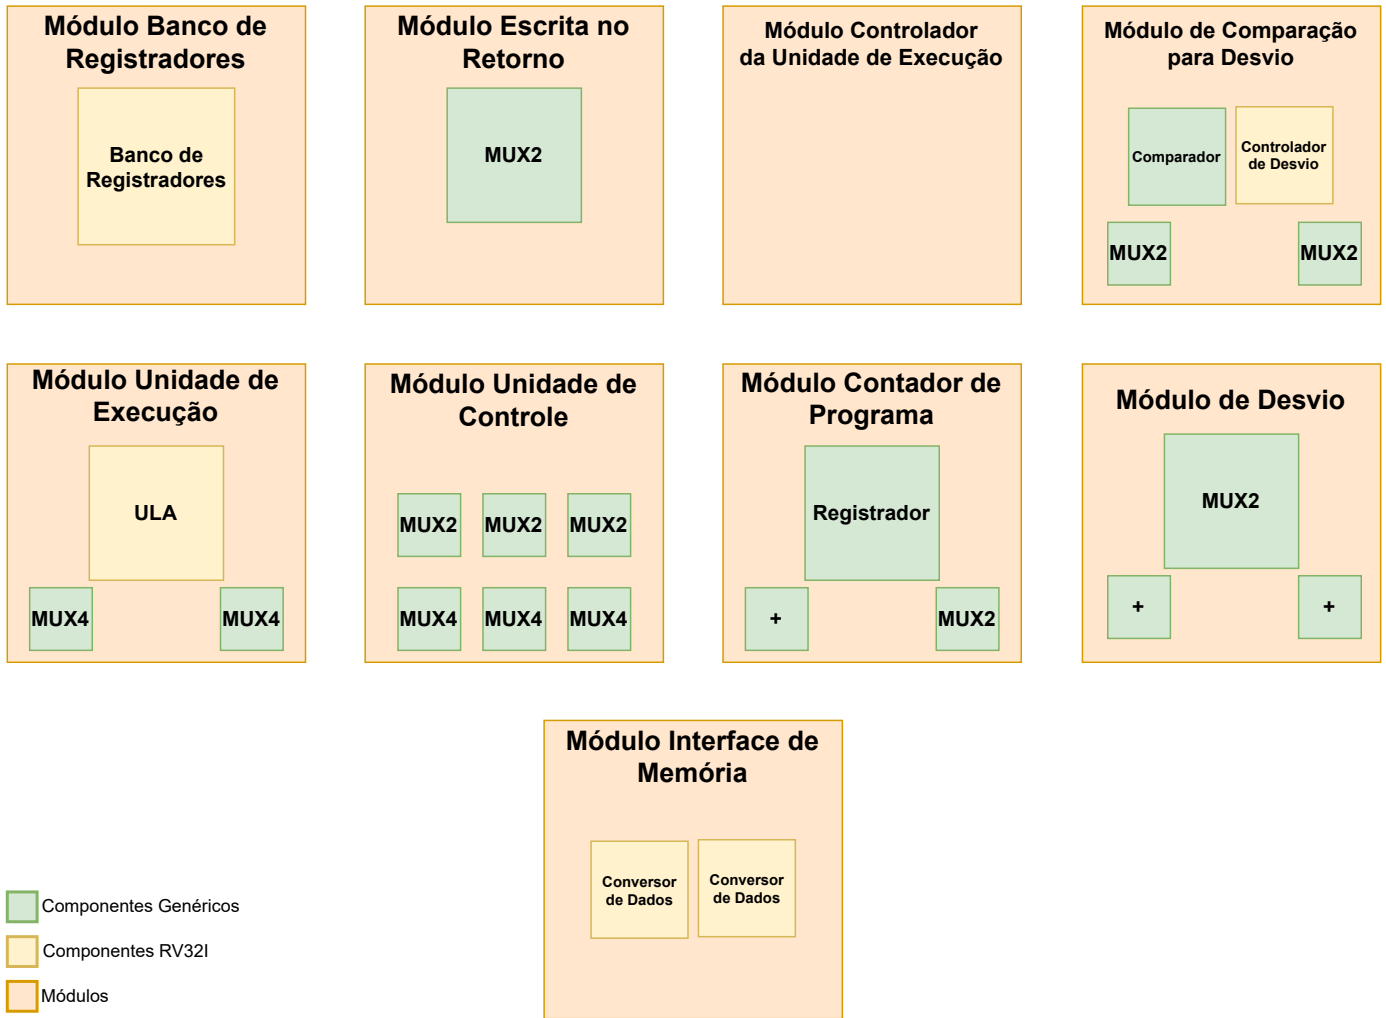 Módulo Banco de
Registradores
Banco de
Registradores
Módulo Escrita no
Retorno
MUX2
Módulo Controlador
da Unidade de Execução
Módulo de Comparação
para Desvio
Comparador
Controlador
de Desvio
MUX2
MUX2
Módulo Unidade de
Execução
ULA
MUX4
MUX4
Módulo Unidade de
Controle
MUX2
MUX2
MUX2
MUX4
MUX4
MUX4
Módulo Contador de
Programa
Registrador
+
MUX2
Módulo de Desvio
MUX2
+
+
Módulo Interface de
Memória
Conversor
de Dados
Conversor
de Dados
Componentes Genéricos
Componentes RV32I
Módulos